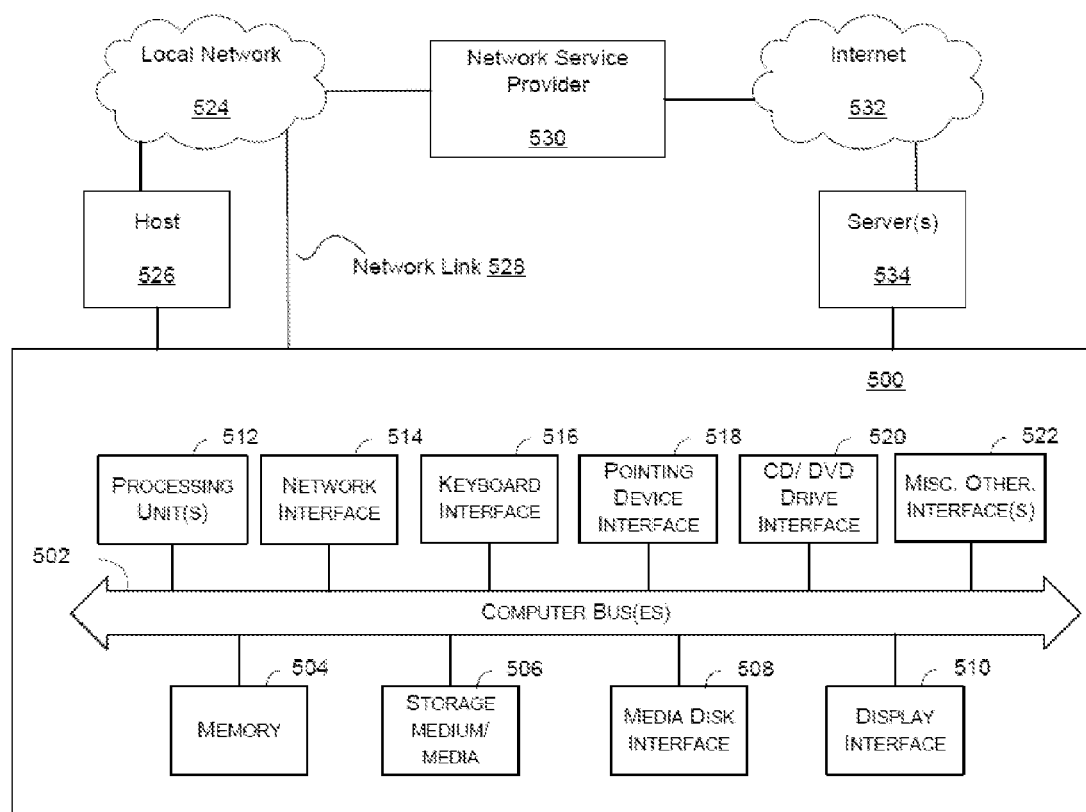 Local Network
524
Network Service
Provider
530
Internet
532
Host
526
Network Link 528
Server(s)
534
500
512
514
516
518
520
522
PROCESSING
UNIT(S)
NETWORK
INTERFACE
KEYBOARD
INTERFACE
POINTING
DEVICE
INTERFACE
CD/ DVD
DRIVE
INTERFACE
MISC. OTHER.
INTERFACE(S)
502
COMPUTER BUS(ES)
504
506
508
510
MEMORY
STORAGE
MEDIUM/
MEDIA
MEDIA DISK
INTERFACE
DISPLAY
INTERFACE